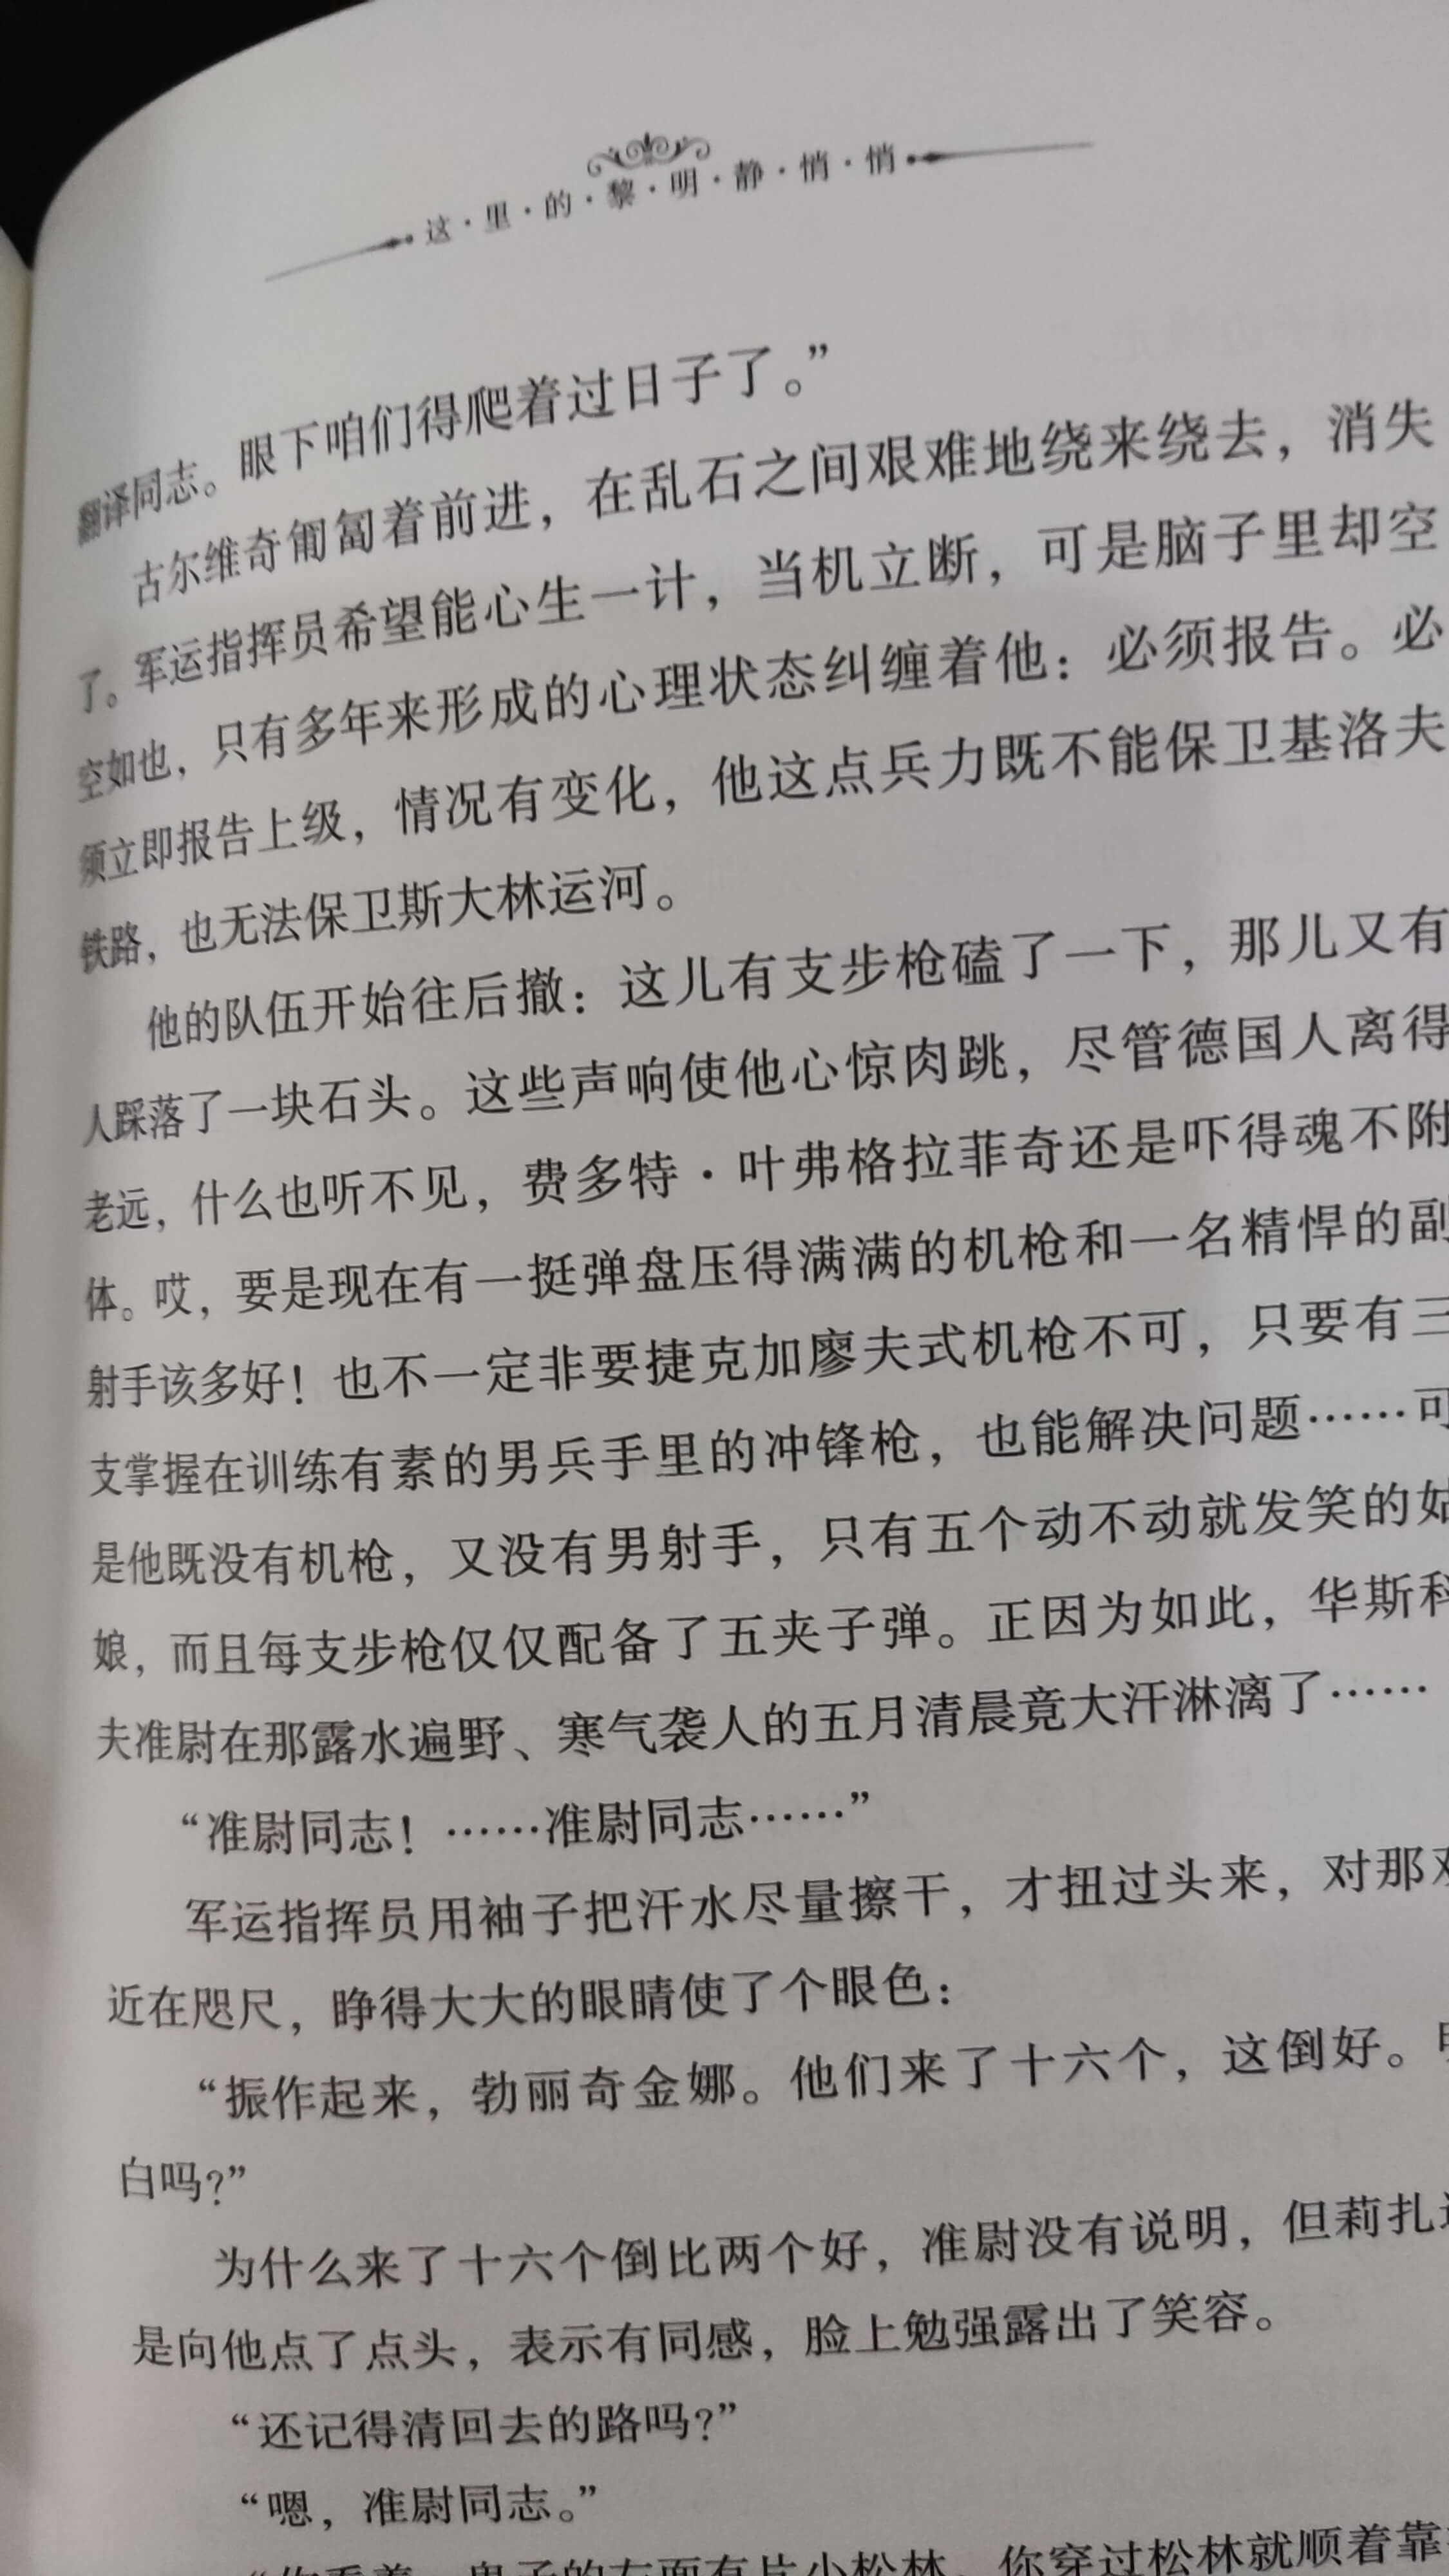 这·里·的·黎·明·静·悄·悄
翻译同志。眼下咱们得爬着过日子了。”
古尔维奇匍匐着前进，在乱石之间艰难地绕来绕去，消失
了。军运指挥员希望能心生一计，当机立断，可是脑子里却空
空如也，只有多年来形成的心理状态纠缠着他：必须报告。必
须立即报告上级，情况有变化，他这点兵力既不能保卫基洛夫
铁路，也无法保卫斯大林运河。
他的队伍开始往后撤：这儿有支步枪磕了一下，那儿又有
人踩落了一块石头。这些声响使他心惊肉跳，尽管德国人离得
老远，什么也听不见，费多特·叶弗格拉菲奇还是吓得魂不附
体。哎，要是现在有一挺弹盘压得满满的机枪和一名精悍的副
射手该多好！也不一定非要捷克加廖夫式机枪不可，只要有三
支掌握在训练有素的男兵手里的冲锋枪，也能解决问题……可
是他既没有机枪，又没有男射手，只有五个动不动就发笑的姑
娘，而且每支步枪仅仅配备了五夹子弹。正因为如此，华斯科
夫准尉在那露水遍野、寒气袭人的五月清晨竟大汗淋漓了……
“准尉同志！……准尉同志……”
军运指挥员用袖子把汗水尽量擦干，才扭过头来，对那双
近在咫尺，睁得大大的眼睛使了个眼色：
“振作起来，勃丽奇金娜。他们来了十六个，这倒好。明
白吗？”
为什么来了十六个倒比两个好，准尉没有说明，但莉扎还
是向他点了点头，表示有同感，脸上勉强露出了笑容。
“还记得清回去的路吗？”
“嗯，准尉同志。”
你穿过松林就顺着靠